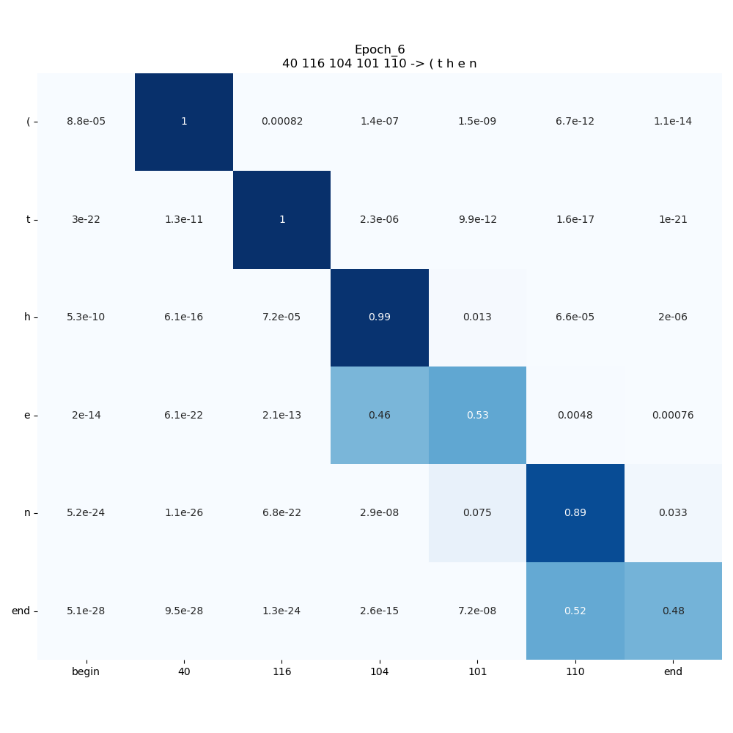 Epoch_6
40 116 104 101 110 -> ( t h e n
( 8.8e-05 1 0.00082 1.4e-07 1.5e-09 6.7e-12 1.1e-14
t 3e-22 1.3e-11 1 2.3e-06 9.9e-12 1.6e-17 1e-21
h 5.3e-10 6.1e-16 7.2e-05 0.99 0.013 6.6e-05 2e-06
e 2e-14 6.1e-22 2.1e-13 0.46 0.53 0.0048 0.00076
n 5.2e-24 1.1e-26 6.8e-22 2.9e-08 0.075 0.89 0.033
end 5.1e-28 9.5e-28 1.3e-24 2.6e-15 7.2e-08 0.52 0.48
begin 40 116 104 101 110 end